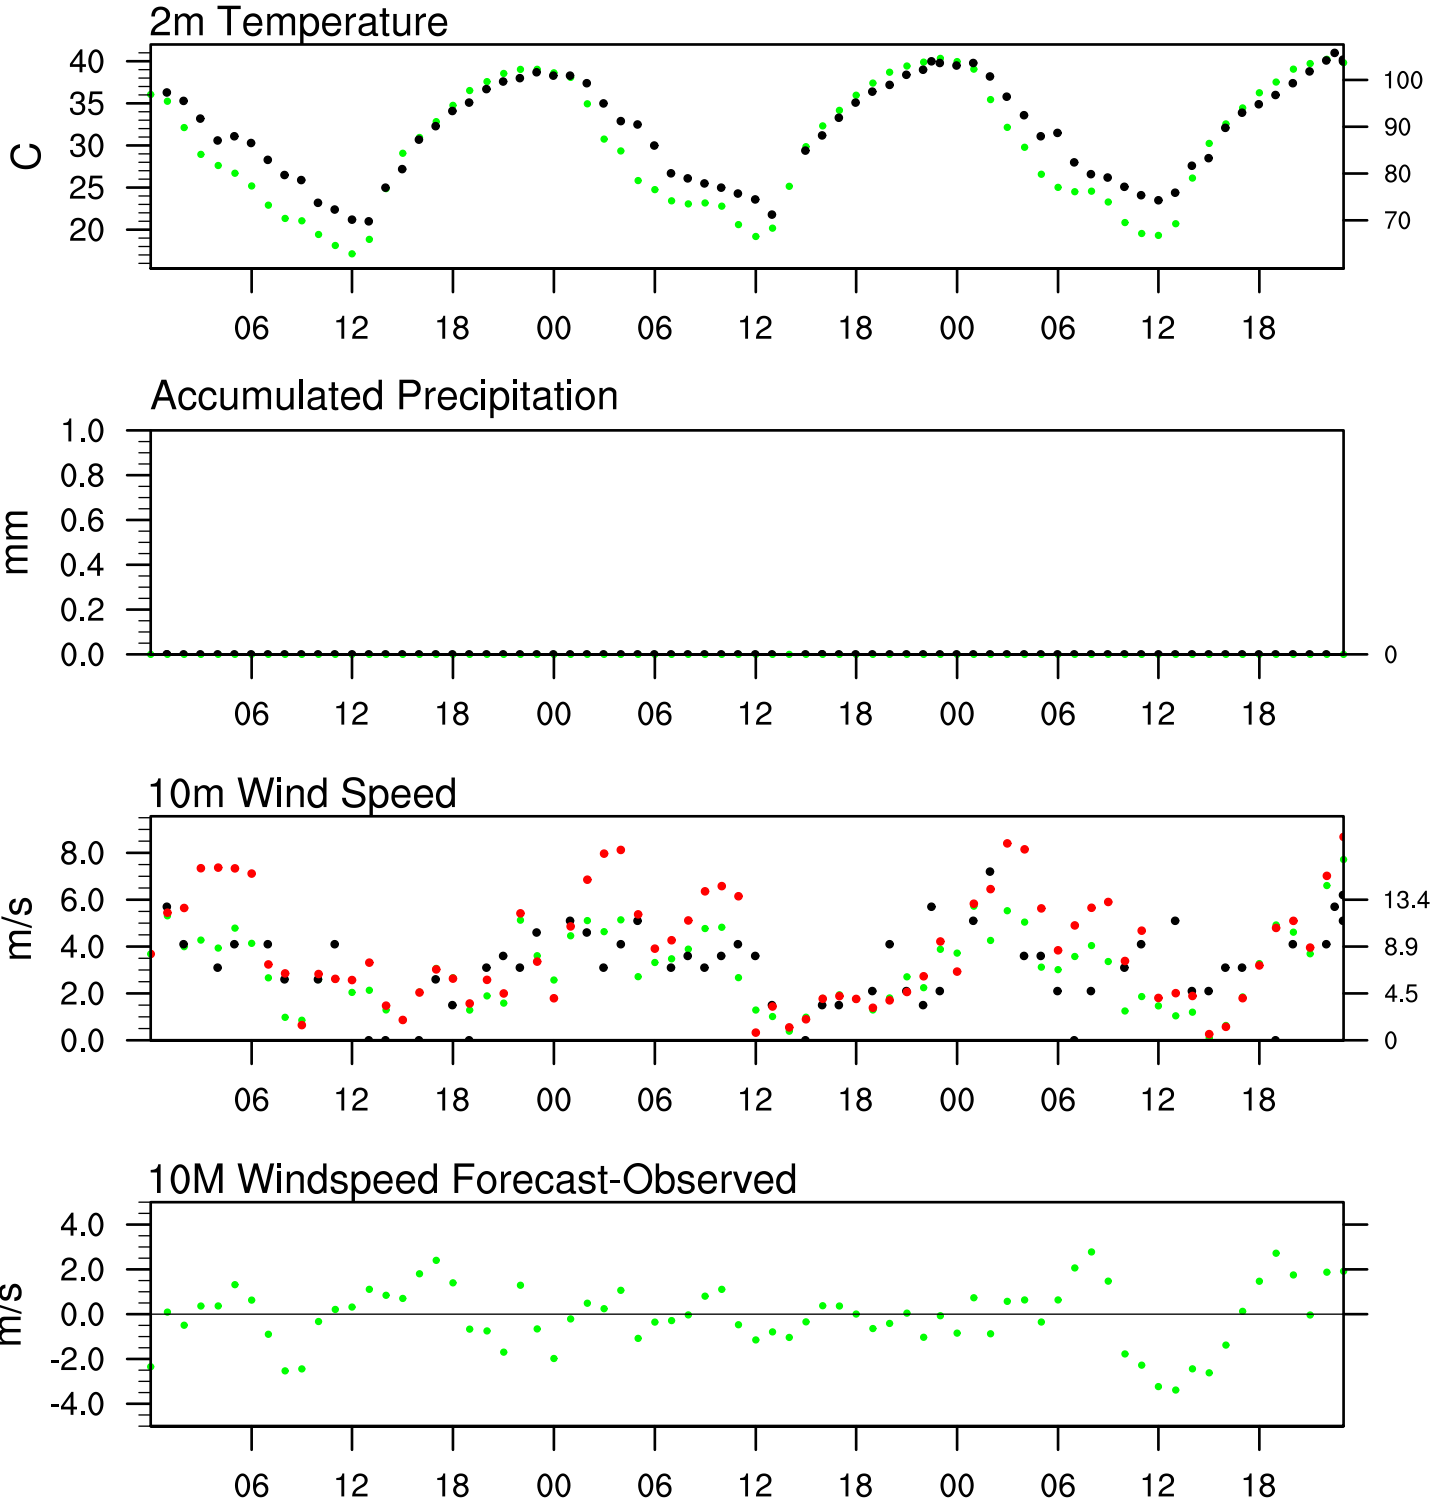 2m Temperature
C
40
35
30
25
20
100
90
80
70
06 12 18 00 06 12 18 00 06 12 18
Accumulated Precipitation
mm
1.0
0.8
0.6
0.4
0.2
0.0
0
06 12 18 00 06 12 18 00 06 12 18
10m Wind Speed
m/s
8.0
6.0
4.0
2.0
0.0
13.4
8.9
4.5
0
06 12 18 00 06 12 18 00 06 12 18
10M Windspeed Forecast-Observed
m/s
4.0
2.0
0.0
-2.0
-4.0
06 12 18 00 06 12 18 00 06 12 18